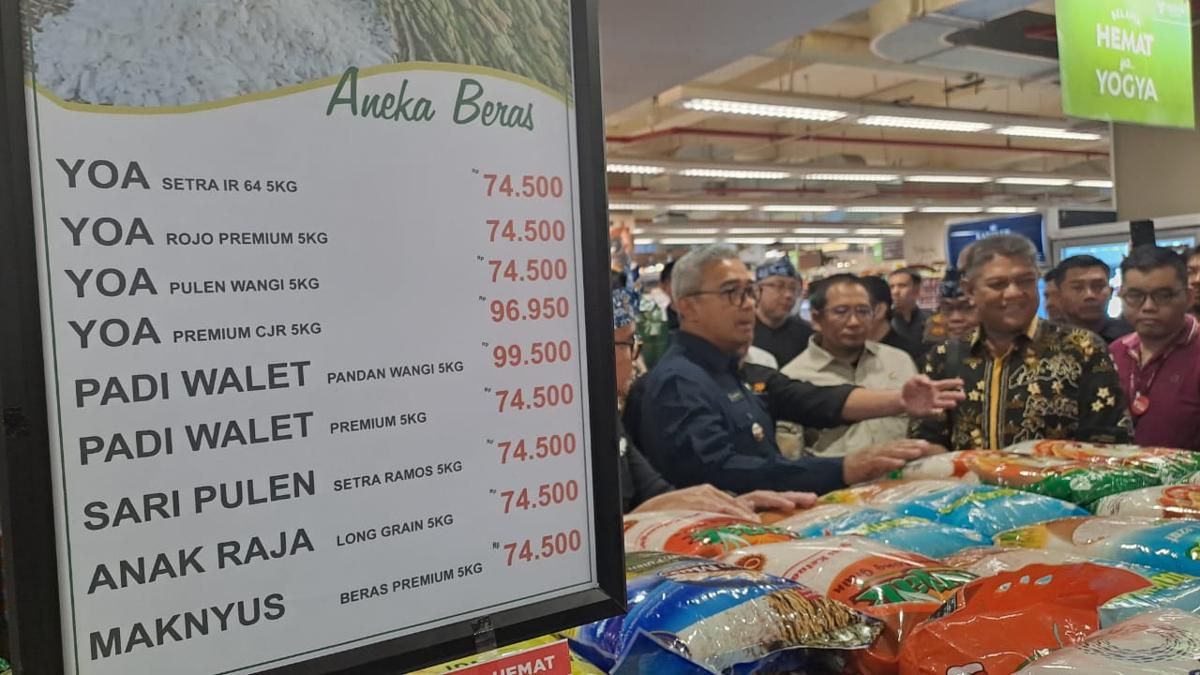 Aneka Beras
YOA SETRA IR 64 5KG Rp 74.500
YOA ROJO PREMIUM 5KG Rp 74.500
YOA PULEN WANGI 5KG Rp 74.500
YOA PREMIUM CJR 5KG Rp 96.950
PADI WALET PANDAN WANGI 5KG Rp 99.500
PADI WALET PREMIUM 5KG Rp 74.500
SARI PULEN SETRA RAMOS 5KG Rp 74.500
ANAK RAJA LONG GRAIN 5KG Rp 74.500
MAKNYUS BERAS PREMIUM 5KG Rp 74.500
HEMAT
BELANJA
HEMAT
YOGYA